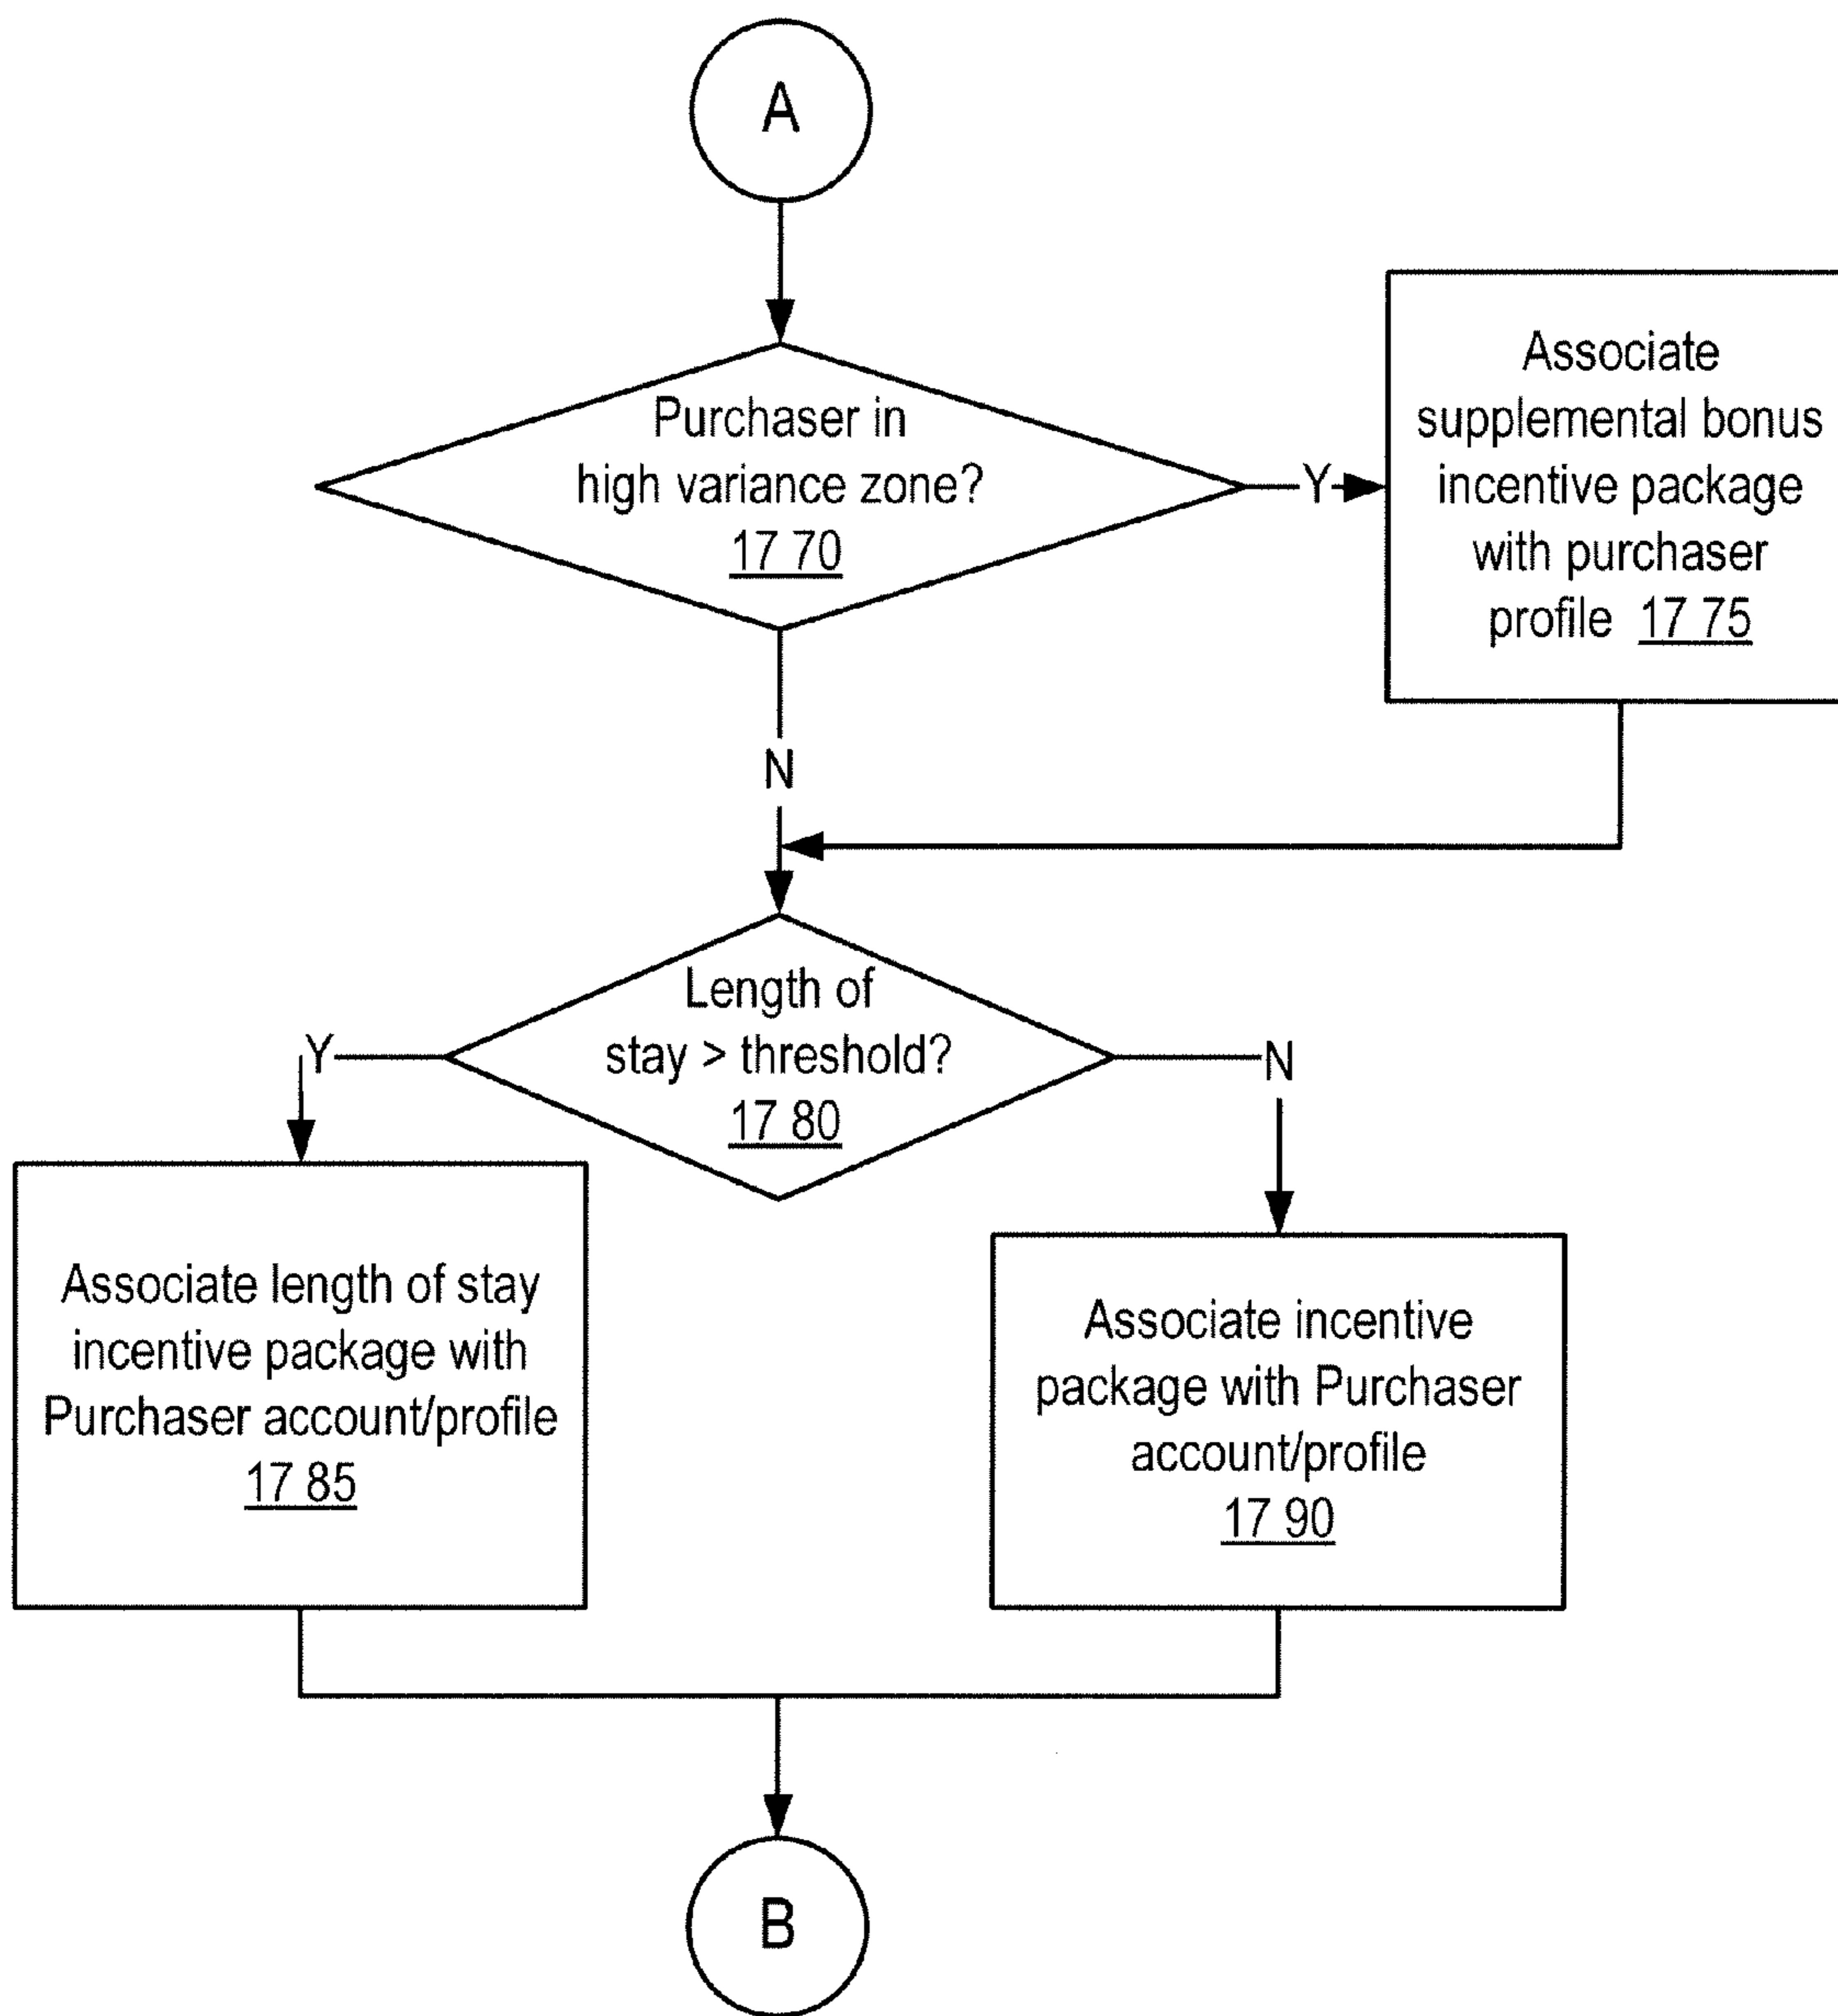 A
Purchaser in
high variance zone?
17 70
Y
Associate
supplemental bonus
incentive package
with purchaser
profile 17 75
N
Length of
stay > threshold?
17 80
Y
N
Associate length of stay
incentive package with
Purchaser account/profile
17 85
Associate incentive
package with Purchaser
account/profile
17 90
B